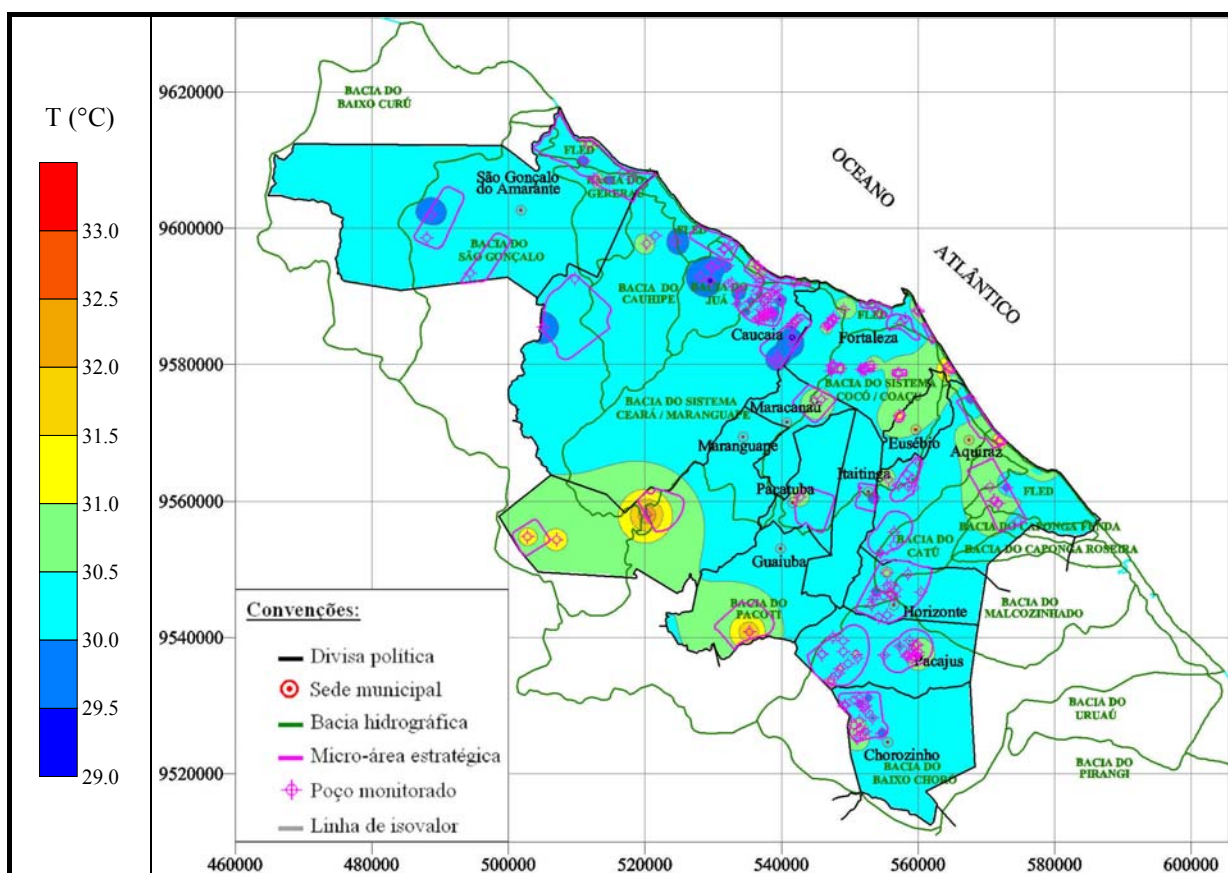 T (°C)
33.0
32.5
32.0
31.5
31.0
30.5
30.0
29.5
29.0
9620000
9600000
9580000
9560000
9540000
9520000
460000
480000
500000
520000
540000
560000
580000
600000
BACIA DO
BAIXO CURÚ
OCEANO
ATLÂNTICO
FLED
São Gonçalo
do Amarante
BACIA DO
GERERAÚ
BACIA DO
SÃO GONÇALO
FLED
BACIA DO
CAUHIPE
BACIA DO
JUÁ
Caucaia
Fortaleza
FLED
BACIA DO SISTEMA
CEARÁ / MARANGUAPE
BACIA DO SISTEMA
COCÓ / COAÇU
Maracanaú
Maranguape
Eusébio
Aquiraz
Itaitinga
Pacatuba
FLED
BACIA DO CAPONGA FUNDA
BACIA DO CAPONGA ROSEIRA
BACIA DO
CATÚ
Guaiuba
BACIA DO
PACOTI
Horizonte
BACIA DO
MALCOZINHADO
Pacajus
BACIA DO
URUAÚ
Chorozinho
BACIA DO
BAIXO CHORÓ
BACIA DO
PIRANGI
Convenções:
Divisa política
Sede municipal
Bacia hidrográfica
Micro-área estratégica
Poço monitorado
Linha de isovalor